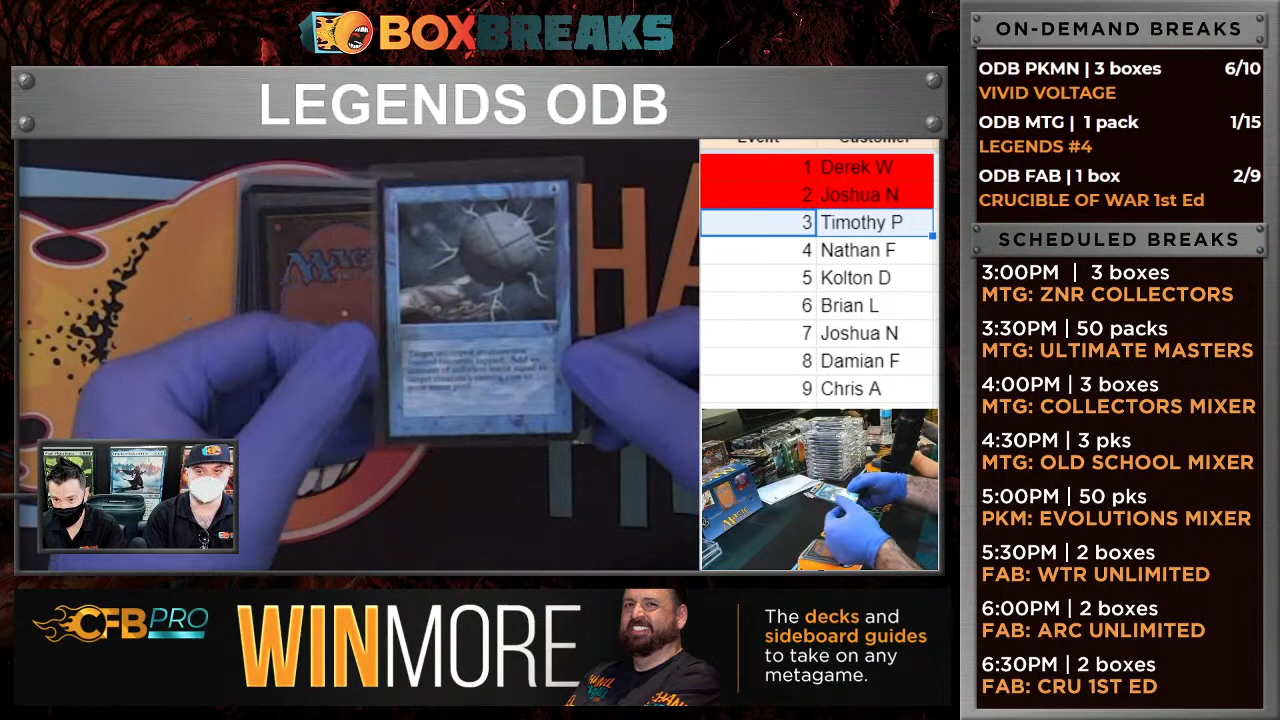 BOXBREAKS
LEGENDS ODB
Event Customer
1 Derek W
2 Joshua N
3 Timothy P
4 Nathan F
5 Kolton D
6 Brian L
7 Joshua N
8 Damian F
9 Chris A
CFB PRO
WINMORE
The decks and
sideboard guides
to take on any
metagame.
ON-DEMAND BREAKS
ODB PKMN | 3 boxes 6/10
VIVID VOLTAGE
ODB MTG | 1 pack 1/15
LEGENDS #4
ODB FAB | 1 box 2/9
CRUCIBLE OF WAR 1st Ed
SCHEDULED BREAKS
3:00PM | 3 boxes
MTG: ZNR COLLECTORS
3:30PM | 50 packs
MTG: ULTIMATE MASTERS
4:00PM | 3 boxes
MTG: COLLECTORS MIXER
4:30PM | 3 pks
MTG: OLD SCHOOL MIXER
5:00PM | 50 pks
PKM: EVOLUTIONS MIXER
5:30PM | 2 boxes
FAB: WTR UNLIMITED
6:00PM | 2 boxes
FAB: ARC UNLIMITED
6:30PM | 2 boxes
FAB: CRU 1ST ED